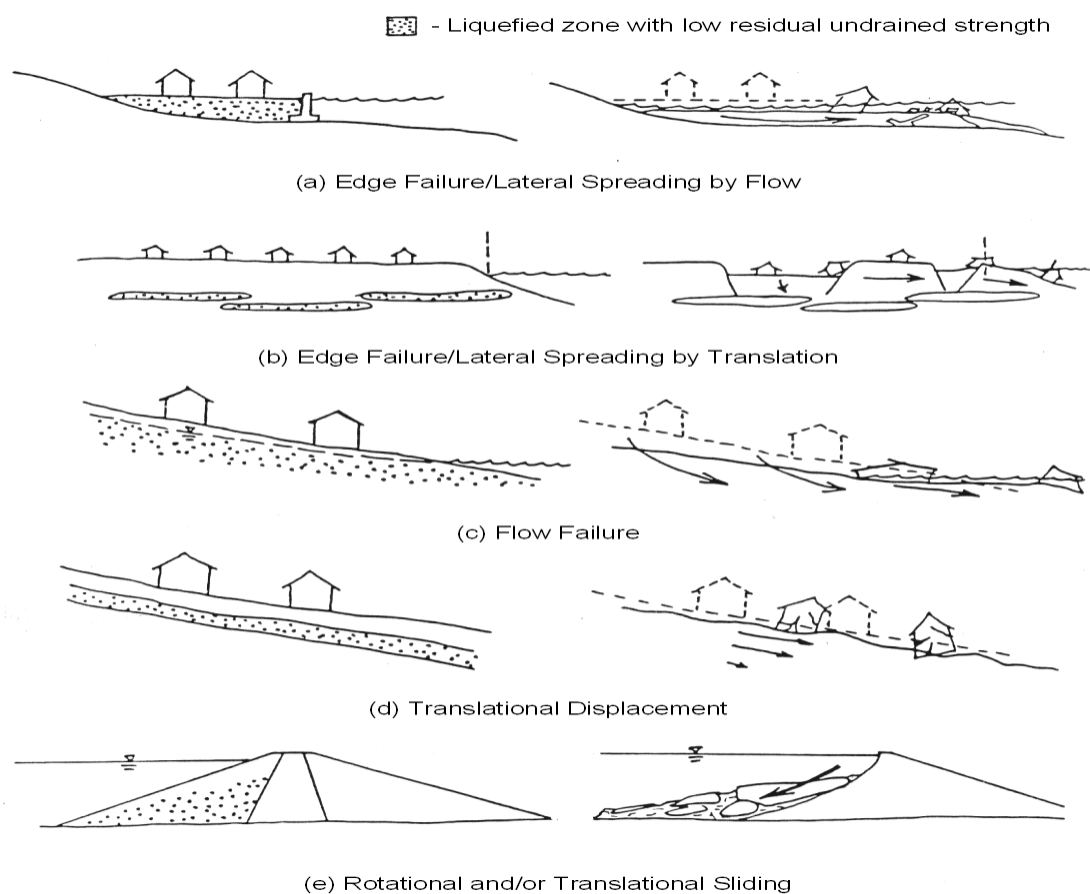 - Liquefied zone with low residual undrained strength
(a) Edge Failure/Lateral Spreading by Flow
(b) Edge Failure/Lateral Spreading by Translation
(c) Flow Failure
(d) Translational Displacement
(e) Rotational and/or Translational Sliding